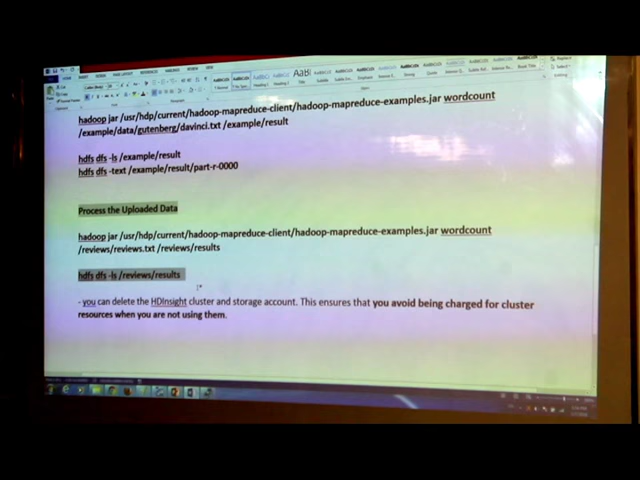 hadoop jar /usr/hdp/current/hadoop-mapreduce-client/hadoop-mapreduce-examples.jar wordcount
/example/data/gutenberg/davinci.txt /example/result
hdfs dfs -ls /example/result
hdfs dfs -text /example/result/part-r-0000
Process the Uploaded Data
hadoop jar /usr/hdp/current/hadoop-mapreduce-client/hadoop-mapreduce-examples.jar wordcount
/reviews/reviews.txt /reviews/results
hdfs dfs -ls /reviews/results
- you can delete the HDInsight cluster and storage account. This ensures that you avoid being charged for cluster
resources when you are not using them.